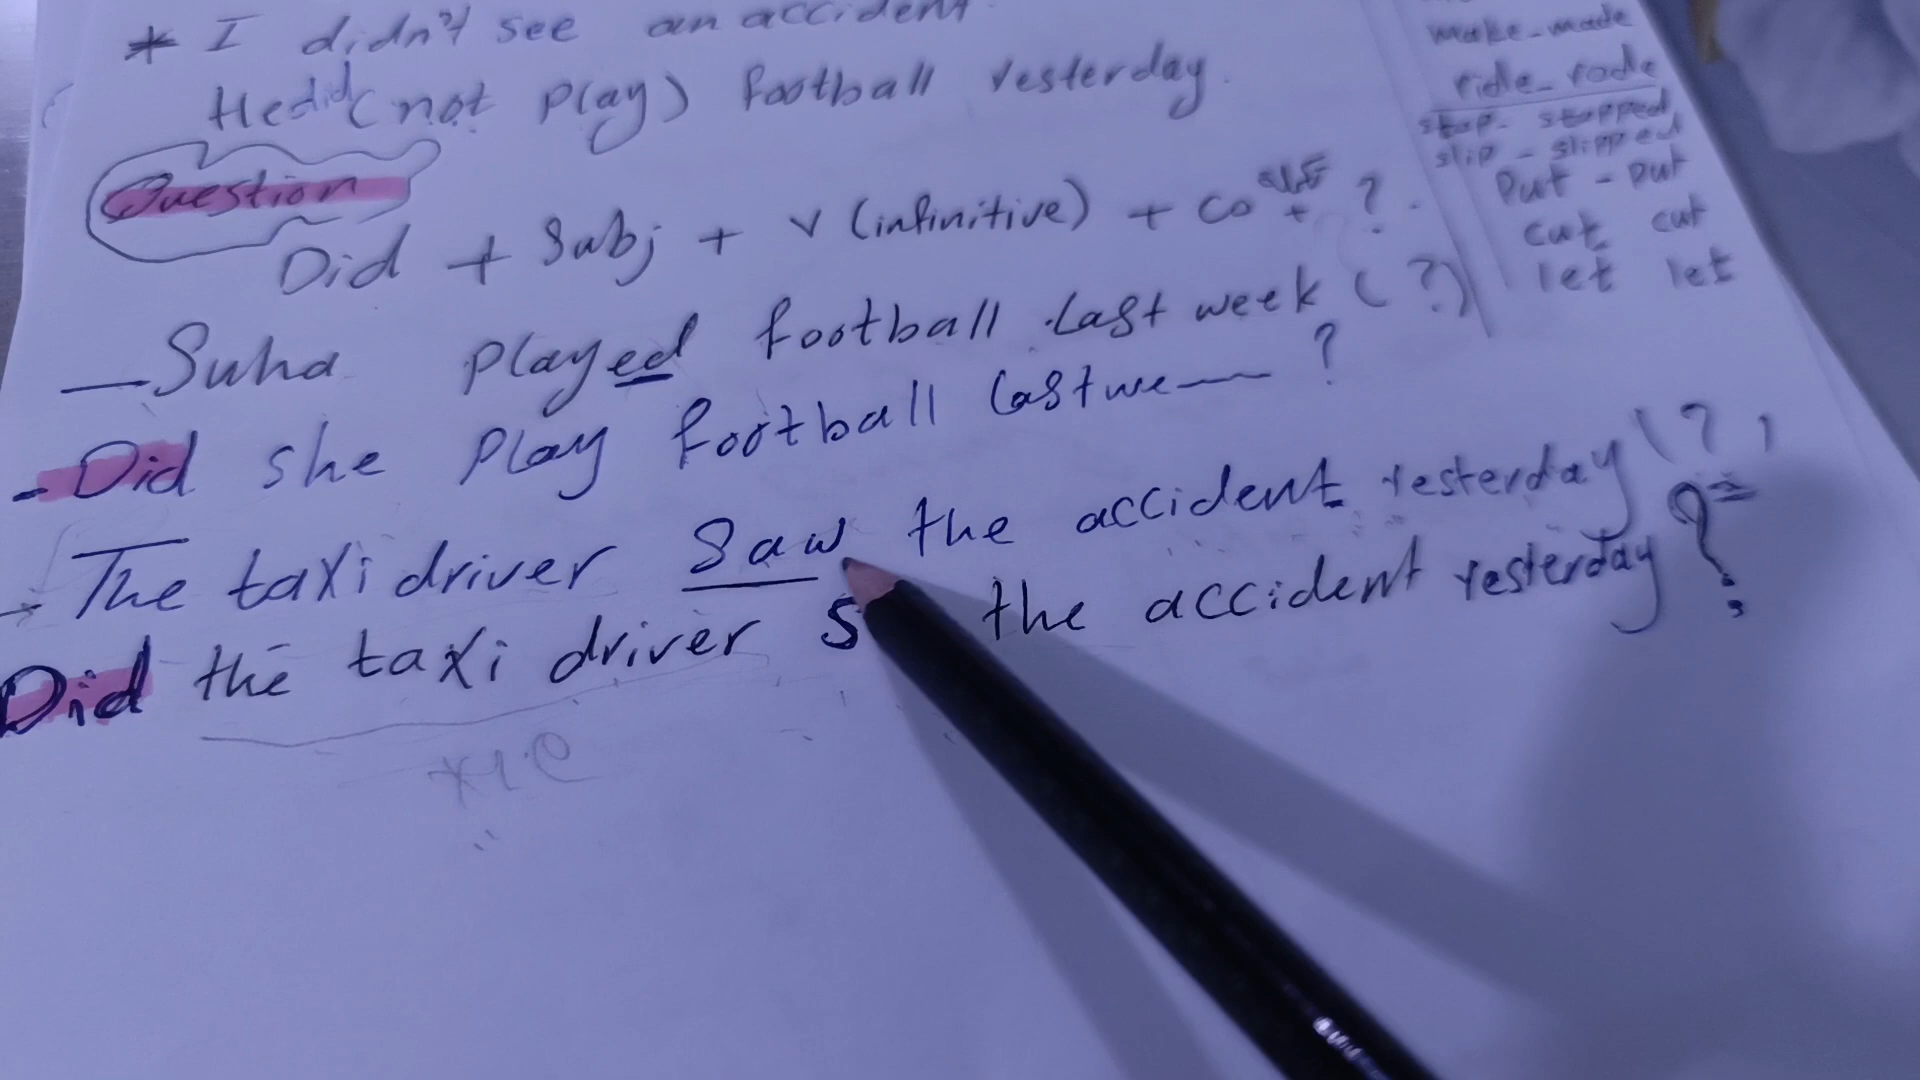 * I didn't see an accident.
He did (not play) football yesterday.
Question
Did + Subj + V (infinitive) + Co + ?
- Suha played football last week (?)
- Did she play football last we ?
The taxi driver saw the accident yesterday (?)
Did the taxi driver s the accident yesterday ?
make - made
ride - rode
stop - stopped
slip - slipped
put - put
cut cut
let let